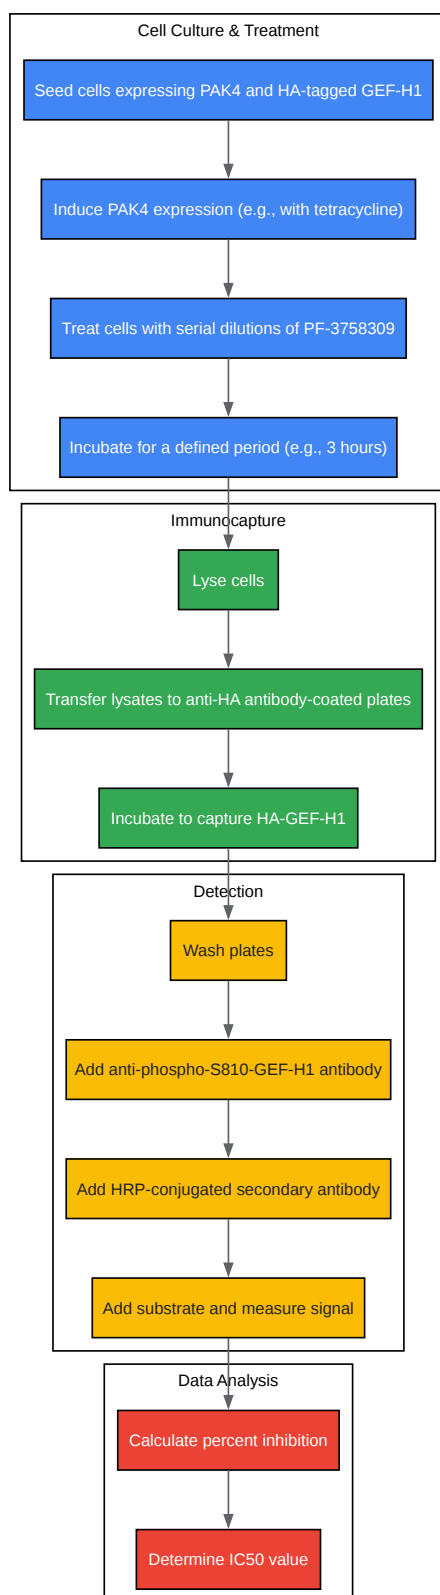 Cell Culture & Treatment
Seed cells expressing PAK4 and HA-tagged GEF-H1
Induce PAK4 expression (e.g., with tetracycline)
Treat cells with serial dilutions of PF-3758309
Incubate for a defined period (e.g., 3 hours)
Immunocapture
Lyse cells
Transfer lysates to anti-HA antibody-coated plates
Incubate to capture HA-GEF-H1
Detection
Wash plates
Add anti-phospho-S810-GEF-H1 antibody
Add HRP-conjugated secondary antibody
Add substrate and measure signal
Data Analysis
Calculate percent inhibition
Determine IC50 value